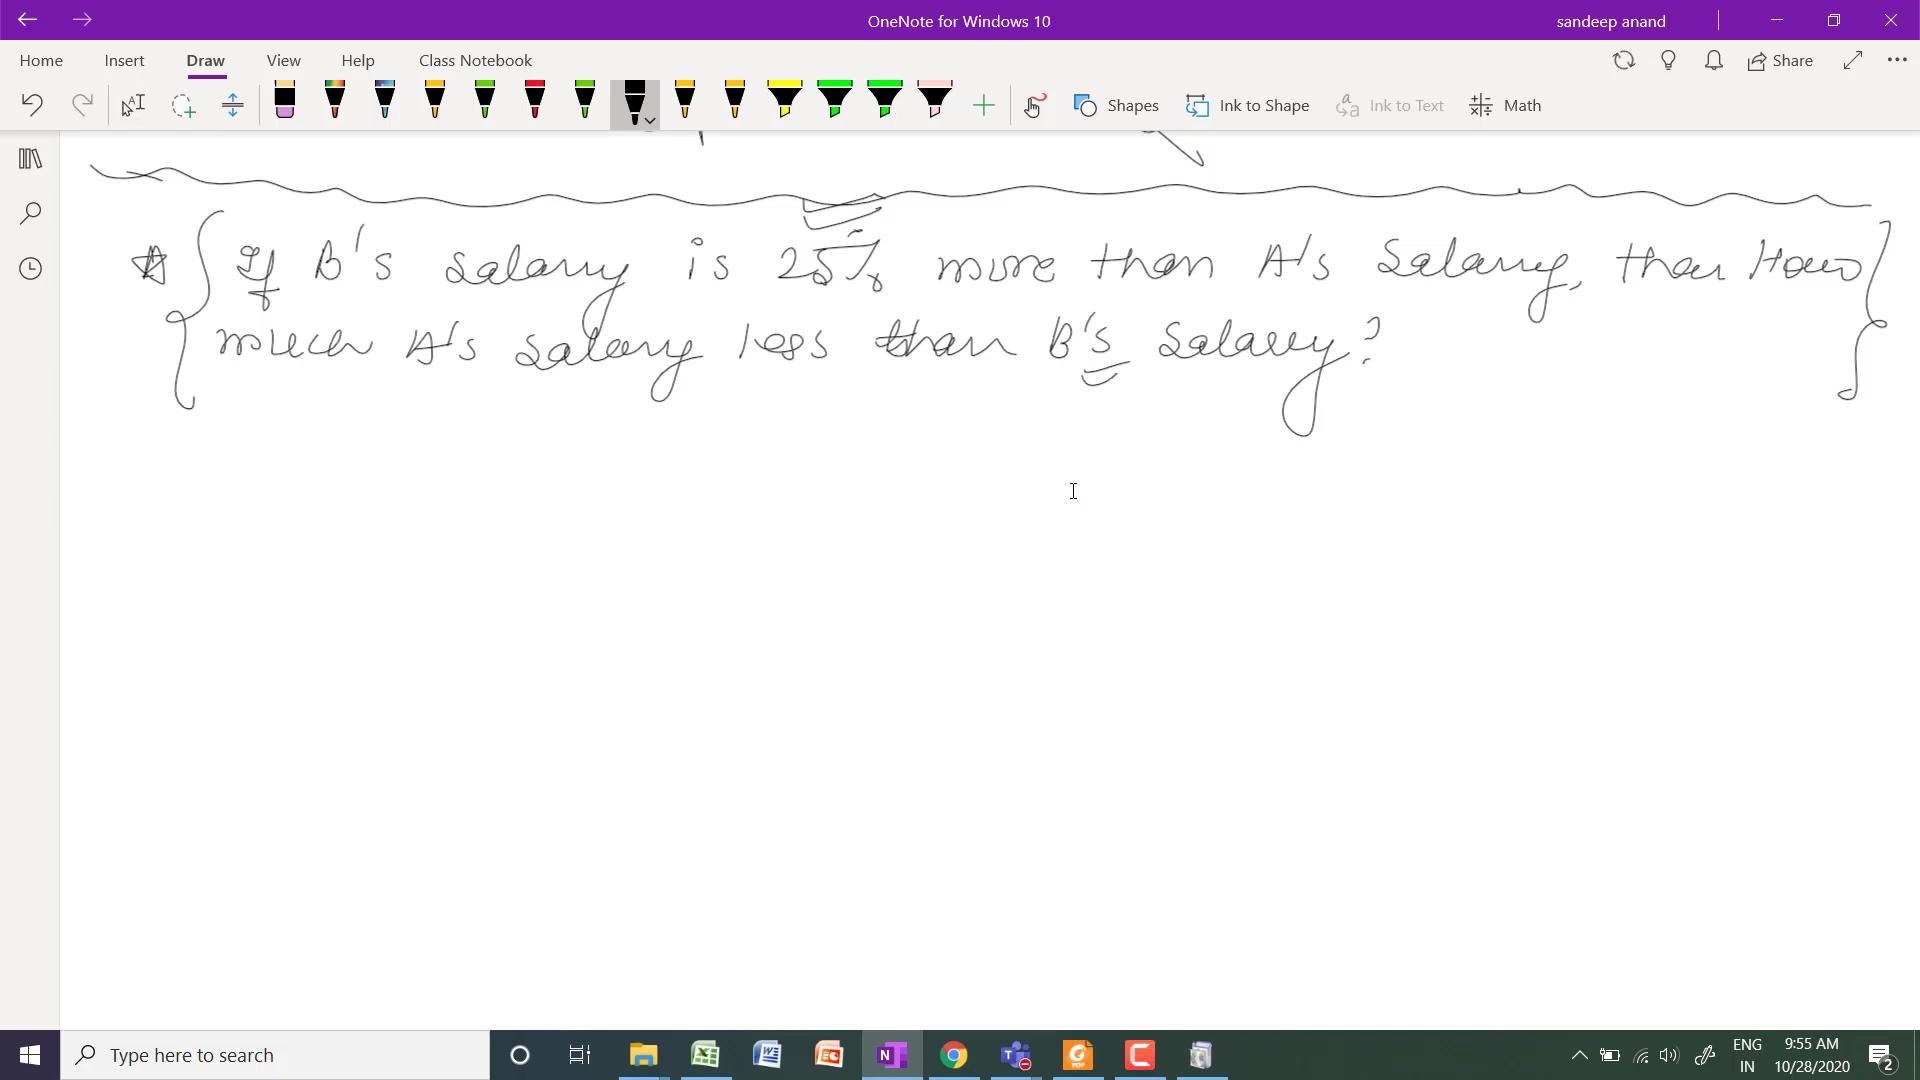 OneNote for Windows 10
sandeep anand
Home Insert Draw View Help Class Notebook
Share
Shapes Ink to Shape Ink to Text Math
If B's salary is 25% more than A's Salary, then How
much A's salary less than B's Salary?
Type here to search
ENG
IN
9:55 AM
10/28/2020
2